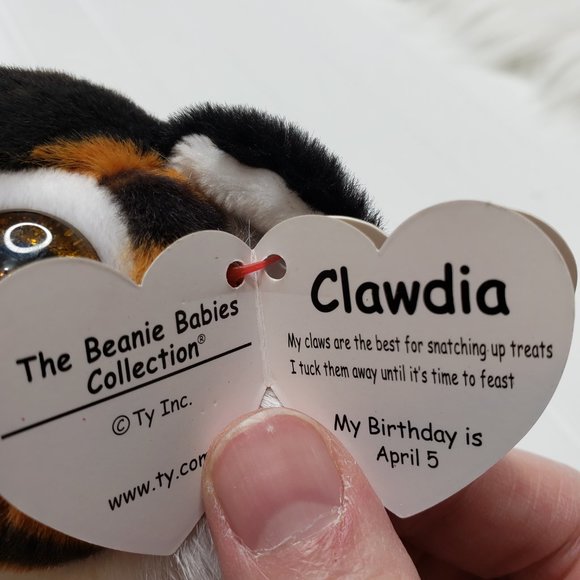 The Beanie Babies
Collection®
© Ty Inc.
www.ty.com
Clawdia
My claws are the best for snatching up treats
I tuck them away until it's time to feast
My Birthday is
April 5